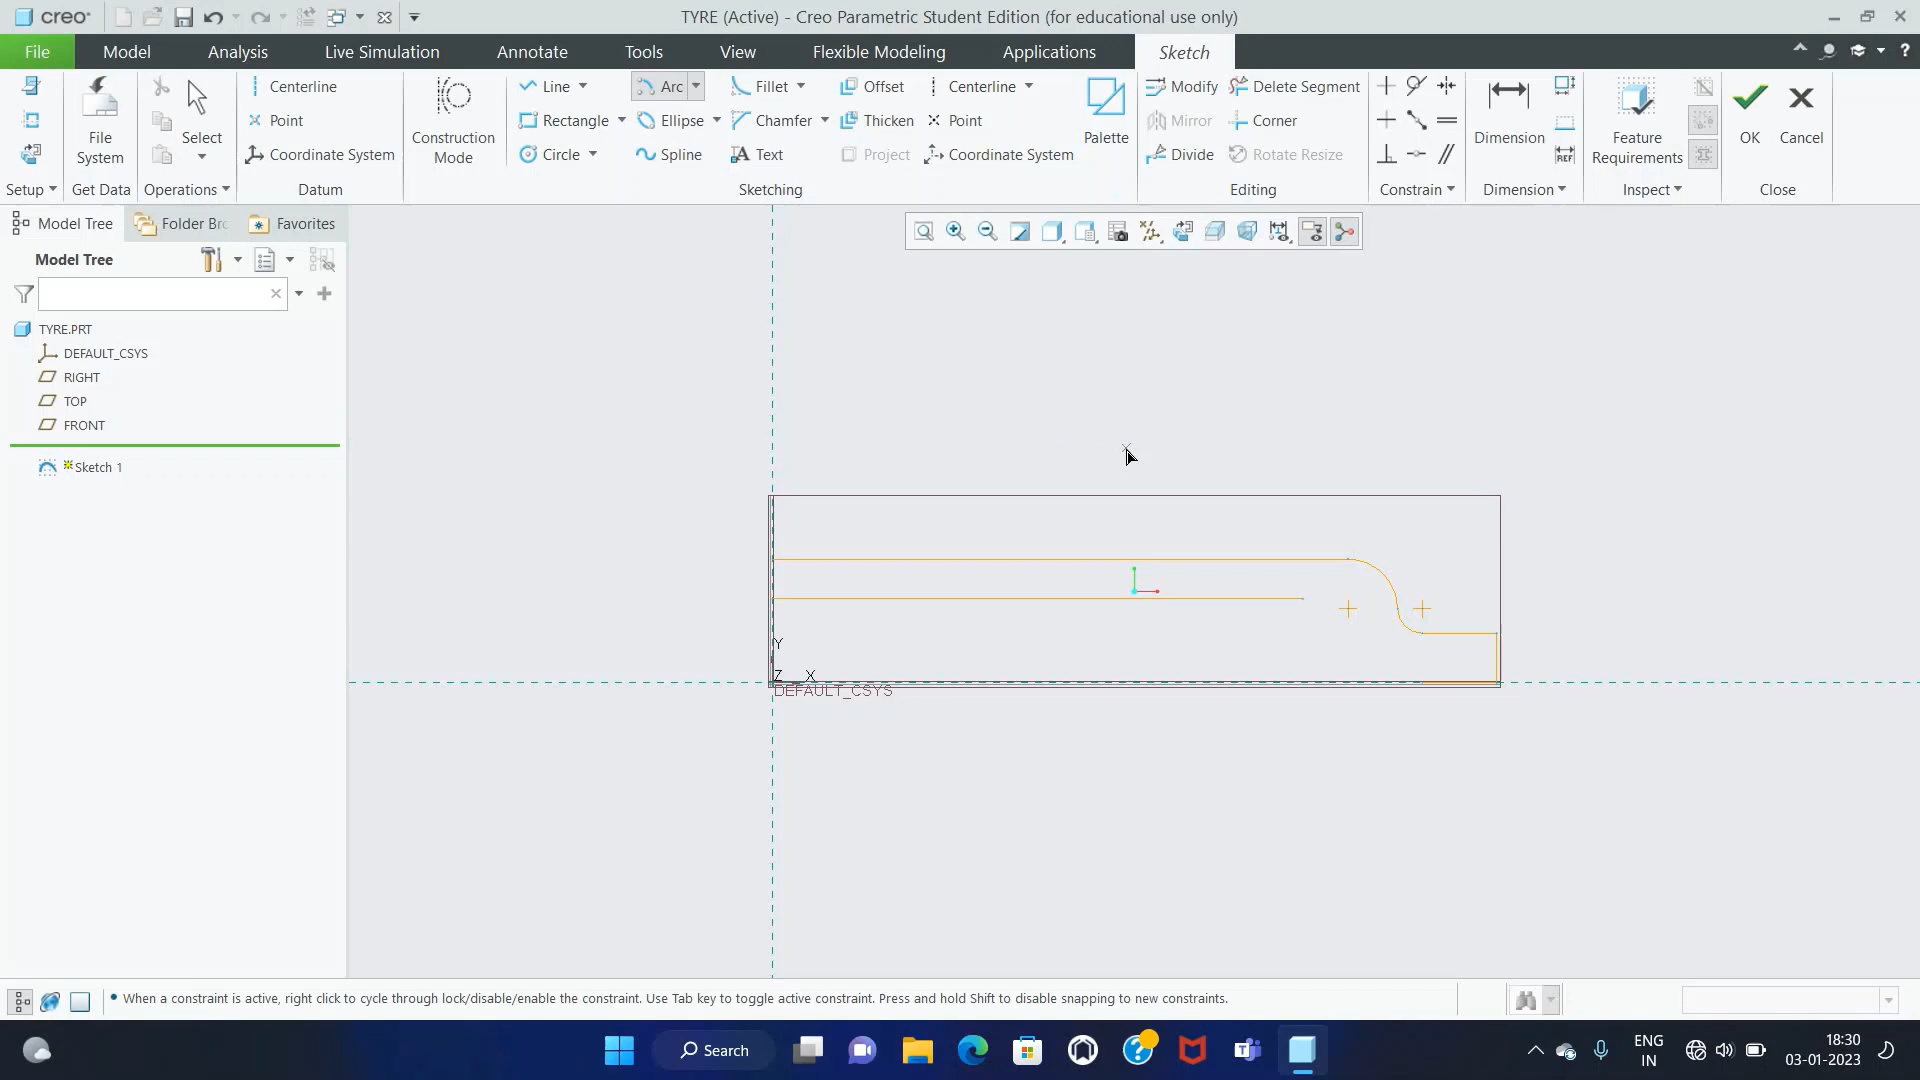 creo
TYRE (Active) - Creo Parametric Student Edition (for educational use only)
File Model Analysis Live Simulation Annotate Tools View Flexible Modeling Applications Sketch
Centerline Line Arc Fillet Offset Centerline Modify Delete Segment
Point Rectangle Ellipse Chamfer Thicken Point Mirror Corner
Coordinate System Circle Spline Text Project Coordinate System Divide Rotate Resize
File System Select Construction Mode Palette Dimension Feature Requirements OK Cancel
REF
Setup Get Data Operations Datum Sketching Editing Constrain Dimension Inspect Close
Model Tree Folder Brc Favorites
Model Tree
TYRE.PRT
DEFAULT_CSYS
RIGHT
TOP
FRONT
Sketch 1
Y
Z X
DEFAULT_CSYS
When a constraint is active, right click to cycle through lock/disable/enable the constraint. Use Tab key to toggle active constraint. Press and hold Shift to disable snapping to new constraints.
Search
ENG
IN
18:30
03-01-2023